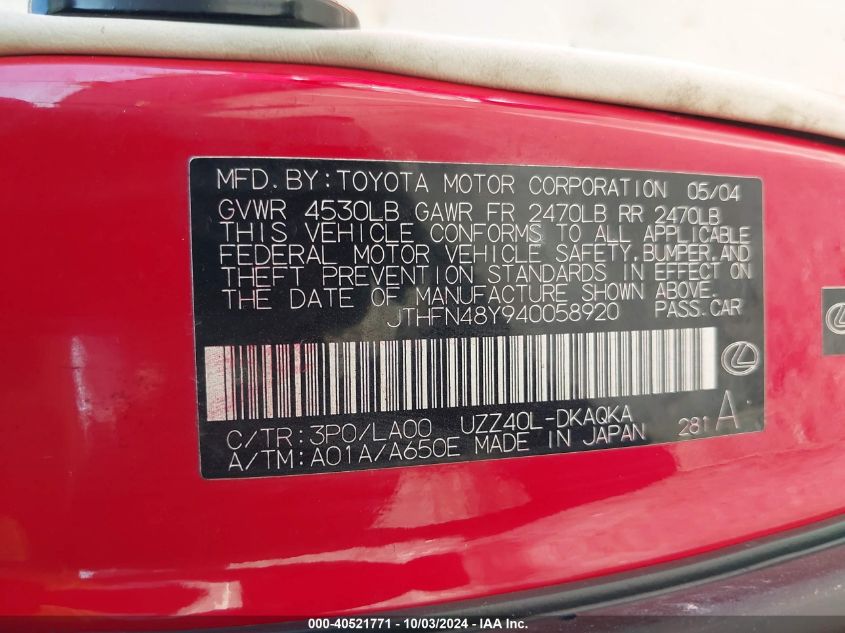 MFD. BY: TOYOTA MOTOR CORPORATION 05/04
GVWR 4530LB GAWR FR 2470LB RR 2470LB
THIS VEHICLE CONFORMS TO ALL APPLICABLE
FEDERAL MOTOR VEHICLE SAFETY, BUMPER, AND
THEFT PREVENTION STANDARDS IN EFFECT ON
THE DATE OF MANUFACTURE SHOWN ABOVE.
JTHFN48Y940058920 PASS. CAR
C/TR: 3P0/LA00 UZZ40L-DKAQKA 281 A
A/TM: A01A/A650E MADE IN JAPAN
000-40521771 - 10/03/2024 - IAA Inc.